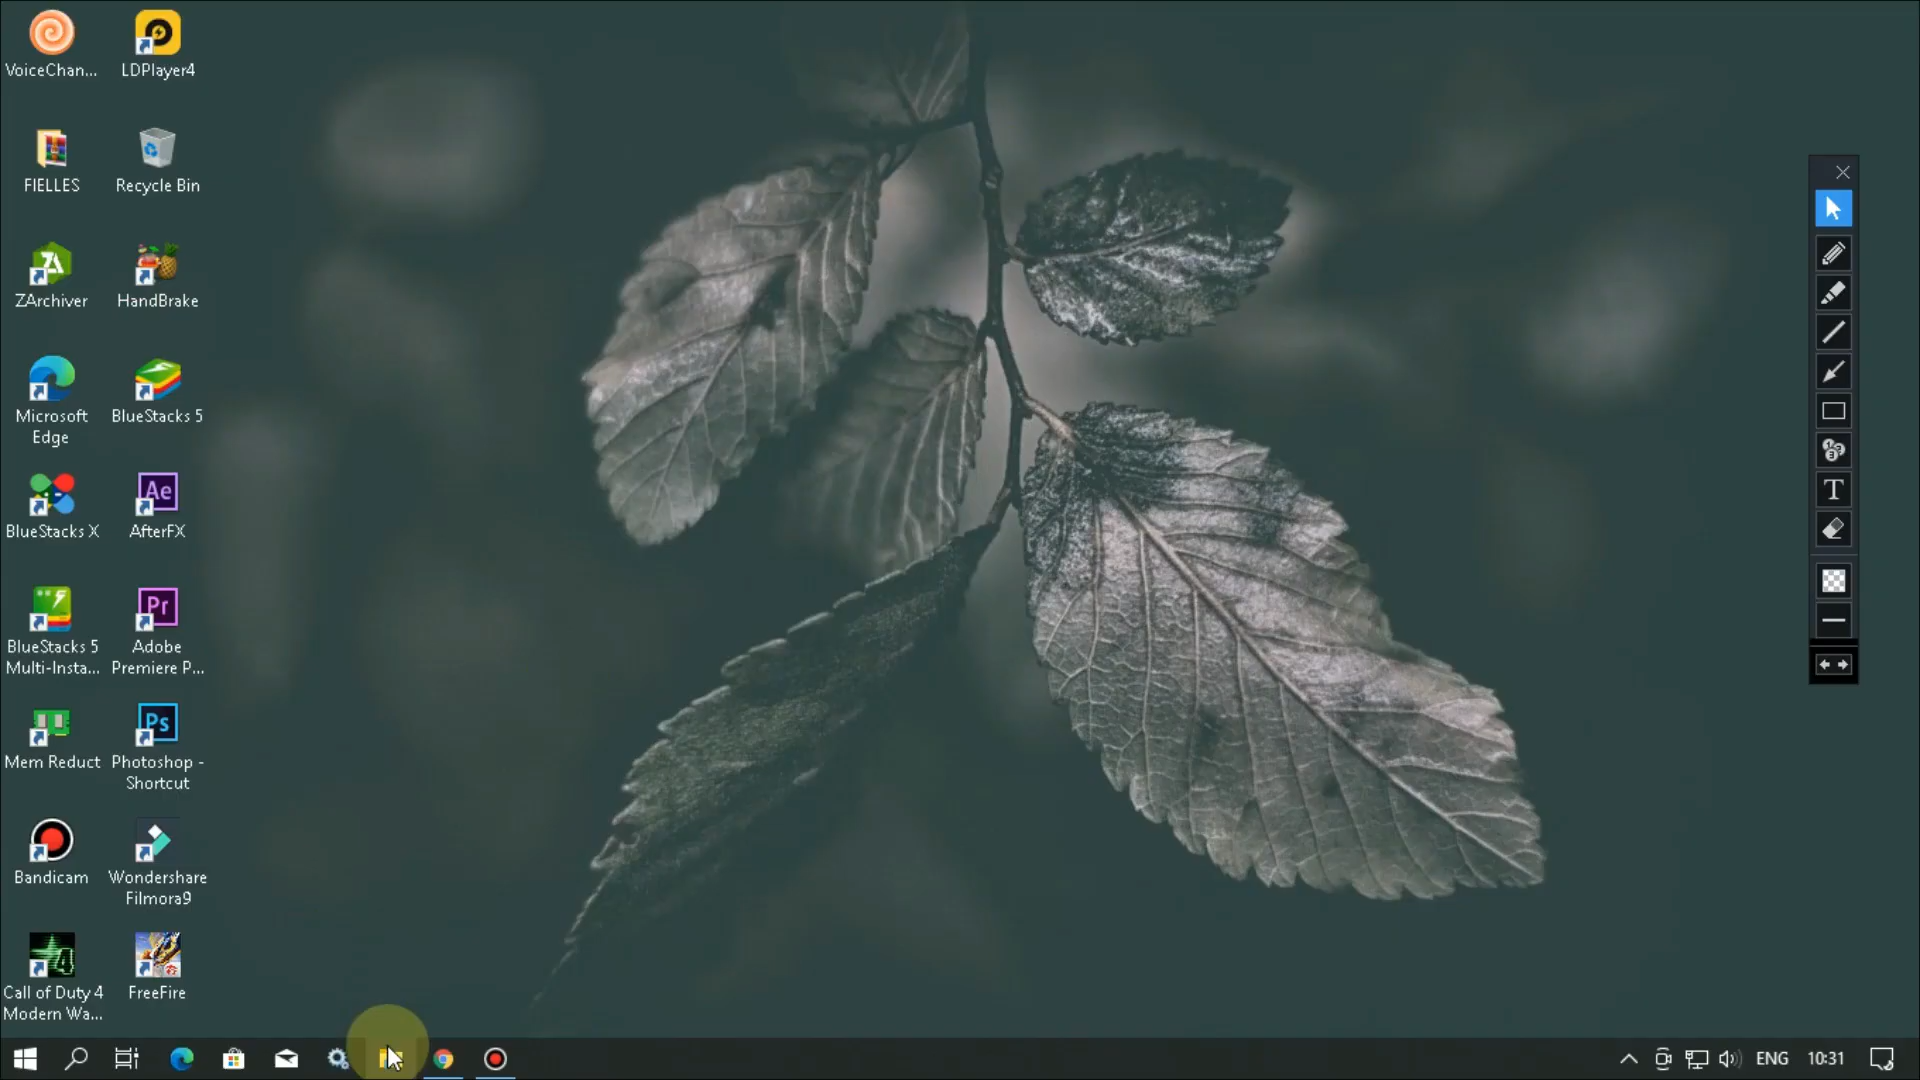 VoiceChan...
LDPlayer4
FIELLES
Recycle Bin
ZArchiver
HandBrake
Microsoft
Edge
BlueStacks 5
BlueStacks X
Ae
AfterFX
BlueStacks 5
Multi-Insta...
Pr
Adobe
Premiere P...
Mem Reduct
Ps
Photoshop -
Shortcut
Bandicam
Wondershare
Filmora9
4
Call of Duty 4
Modern Wa...
FreeFire
T
ENG
10:31